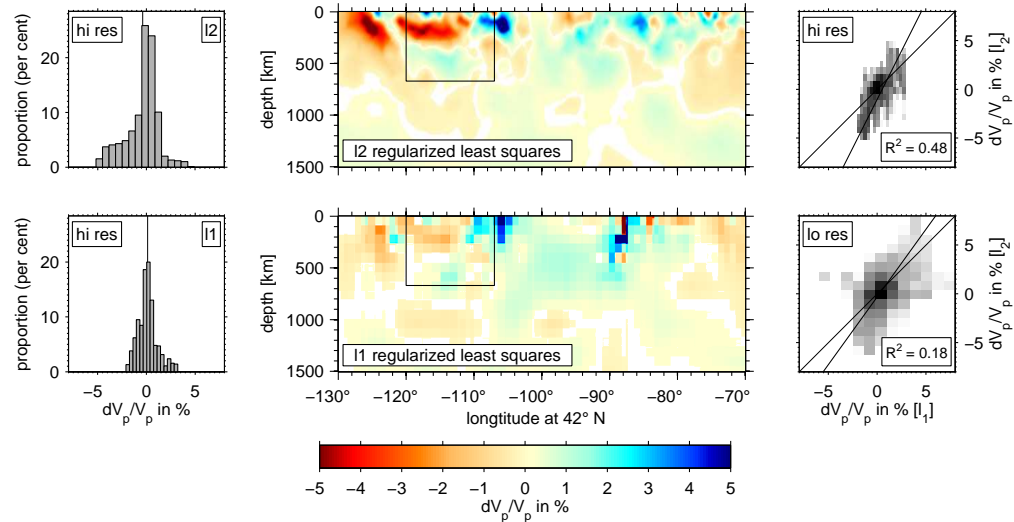 hi res
l2
proportion (per cent)
0
10
20
0
500
1000
1500
depth [km]
l2 regularized least squares
hi res
R² = 0.48
−5
0
5
dVp/Vp in % [l2]
hi res
l1
proportion (per cent)
0
10
20
−5 0 5
dVp/Vp in %
0
500
1000
1500
depth [km]
l1 regularized least squares
−130° −120° −110° −100° −90° −80° −70°
longtitude at 42° N
lo res
R² = 0.18
−5
0
5
dVp/Vp in % [l2]
−5 0 5
dVp/Vp in % [l1]
−5 −4 −3 −2 −1 0 1 2 3 4 5
dVp/Vp in %